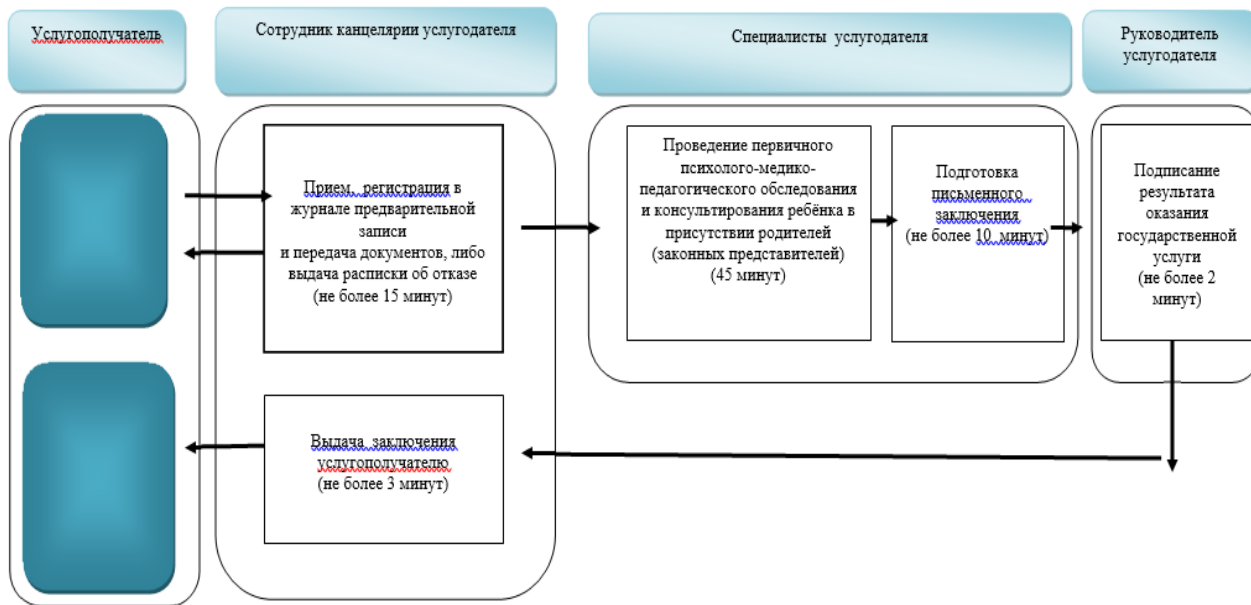 Услугополучатель
Сотрудник канцелярии услугодателя
Специалисты услугодателя
Руководитель
услугодателя
Прием, регистрация в
журнале предварительной
записи
и передача документов, либо
выдача расписки об отказе
(не более 15 минут)
Проведение первичного
психолого-медико-
педагогического обследования
и консультирования ребёнка в
присутствии родителей
(законных представителей)
(45 минут)
Подготовка
письменного
заключения
(не более 10 минут)
Подписание
результата
оказания
государственной
услуги
(не более 2
минут)
Выдача заключения
услугополучателю
(не более 3 минут)